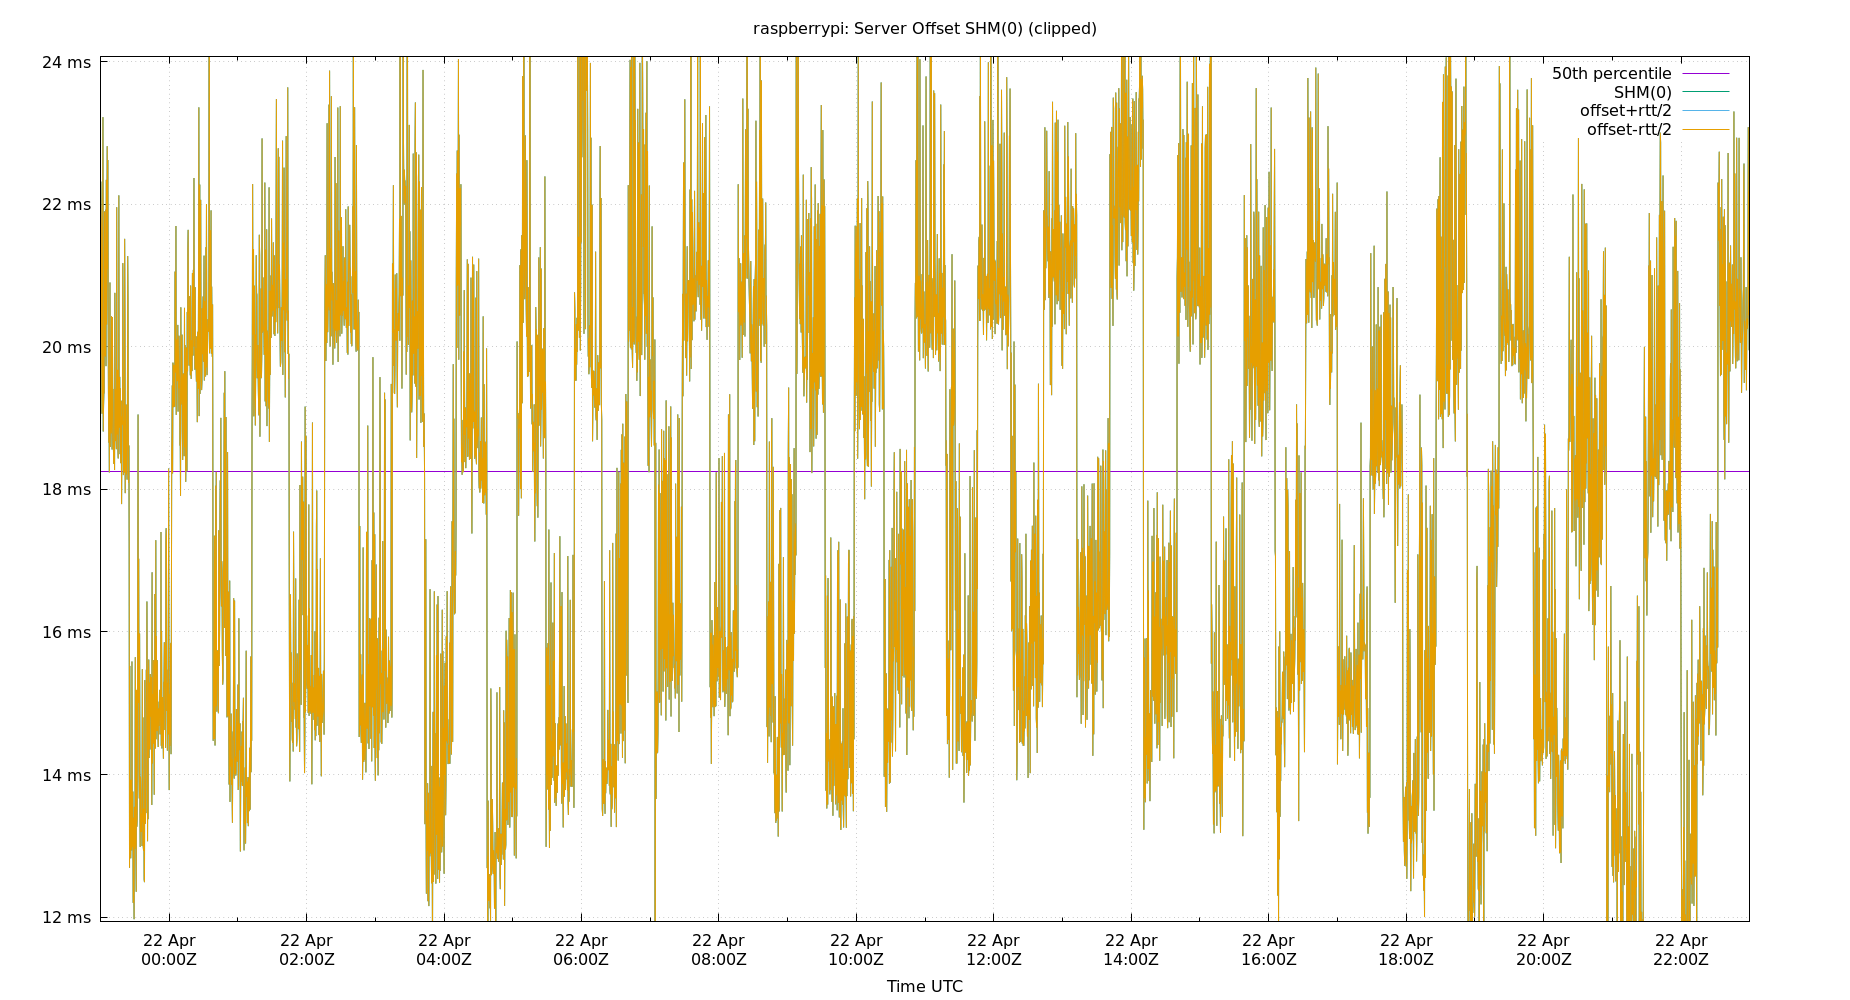 raspberrypi: Server Offset SHM(0) (clipped)
50th percentile
SHM(0)
offset+rtt/2
offset-rtt/2
24 ms
22 ms
20 ms
18 ms
16 ms
14 ms
12 ms
22 Apr 22 Apr 22 Apr 22 Apr 22 Apr 22 Apr 22 Apr 22 Apr 22 Apr 22 Apr 22 Apr 22 Apr
00:00Z 02:00Z 04:00Z 06:00Z 08:00Z 10:00Z 12:00Z 14:00Z 16:00Z 18:00Z 20:00Z 22:00Z
Time UTC